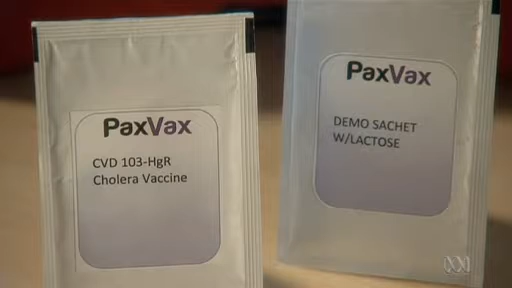 PaxVax
CVD 103-HgR
Cholera Vaccine
PaxVax
DEMO SACHET
W/LACTOSE